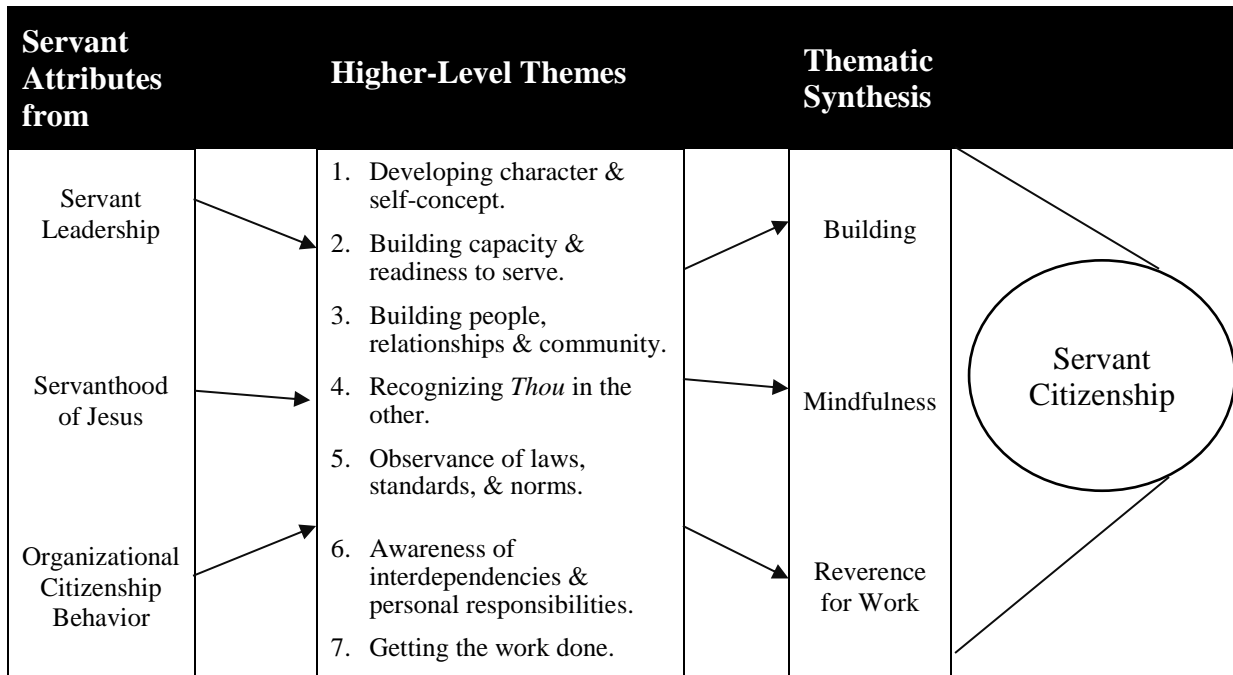 Servant
Attributes
from
Higher-Level Themes
Thematic
Synthesis
Servant
Leadership
Servanthood
of Jesus
Organizational
Citizenship
Behavior
1. Developing character &
self-concept.
2. Building capacity &
readiness to serve.
3. Building people,
relationships & community.
4. Recognizing Thou in the
other.
5. Observance of laws,
standards, & norms.
6. Awareness of
interdependencies &
personal responsibilities.
7. Getting the work done.
Building
Mindfulness
Reverence
for Work
Servant
Citizenship